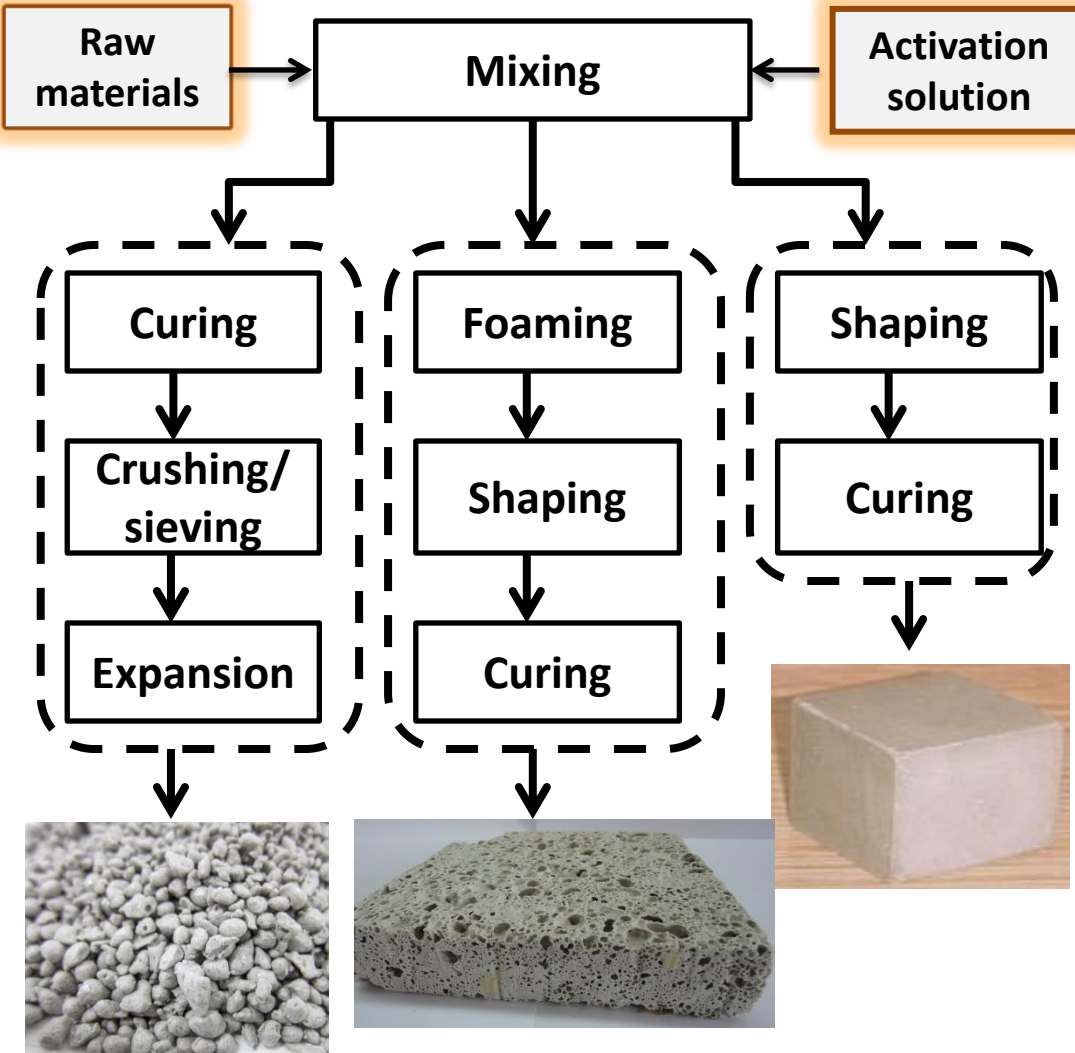 Raw
materials
Mixing
Activation
solution
Curing
Crushing/
sieving
Expansion
Foaming
Shaping
Curing
Shaping
Curing